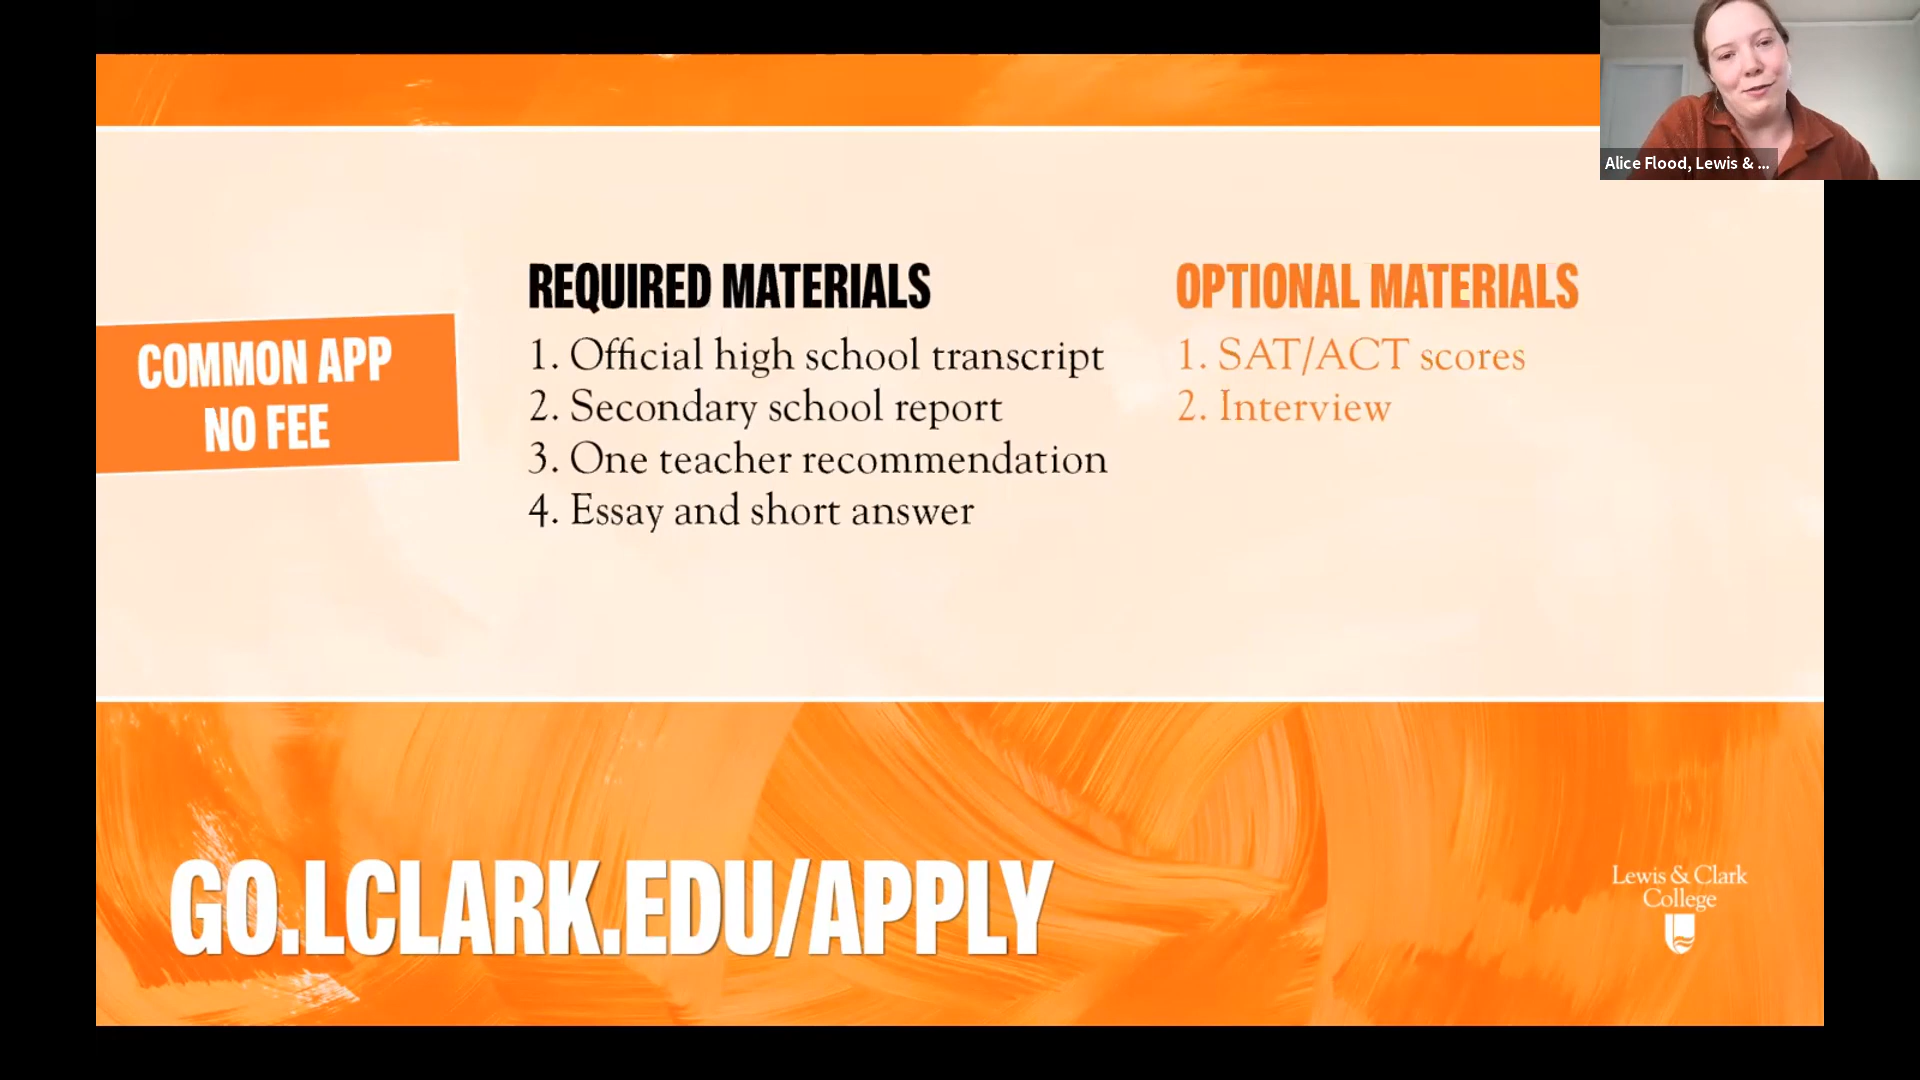 Alice Flood, Lewis & ...
COMMON APP
NO FEE
REQUIRED MATERIALS
1. Official high school transcript
2. Secondary school report
3. One teacher recommendation
4. Essay and short answer
OPTIONAL MATERIALS
1. SAT/ACT scores
2. Interview
GO.LCLARK.EDU/APPLY
Lewis & Clark
College